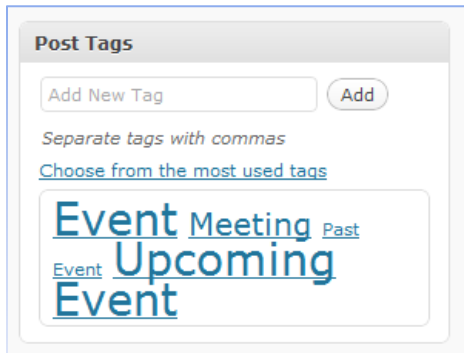 Post Tags
Add New Tag Add
Separate tags with commas
Choose from the most used tags
Event Meeting Past
Event Upcoming
Event